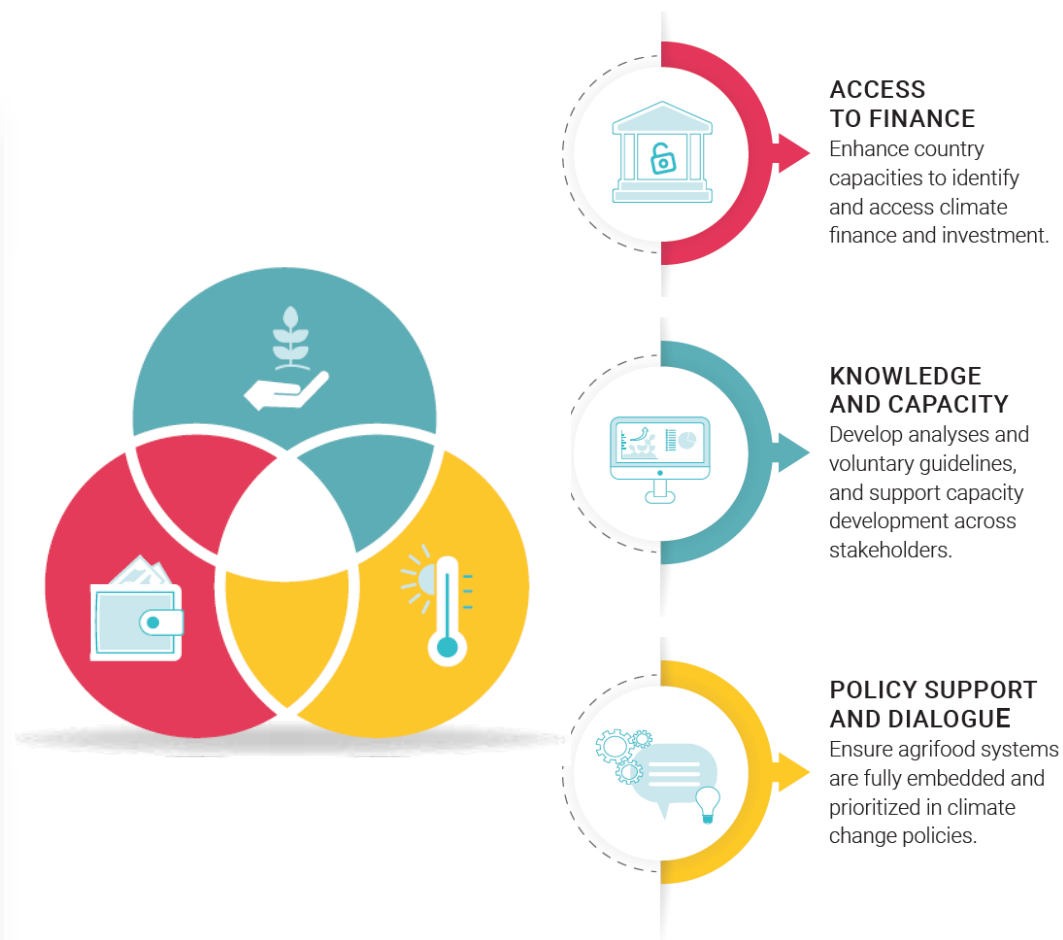 ACCESS
TO FINANCE
Enhance country
capacities to identify
and access climate
finance and investment.
KNOWLEDGE
AND CAPACITY
Develop analyses and
voluntary guidelines,
and support capacity
development across
stakeholders.
POLICY SUPPORT
AND DIALOGUE
Ensure agrifood systems
are fully embedded and
prioritized in climate
change policies.